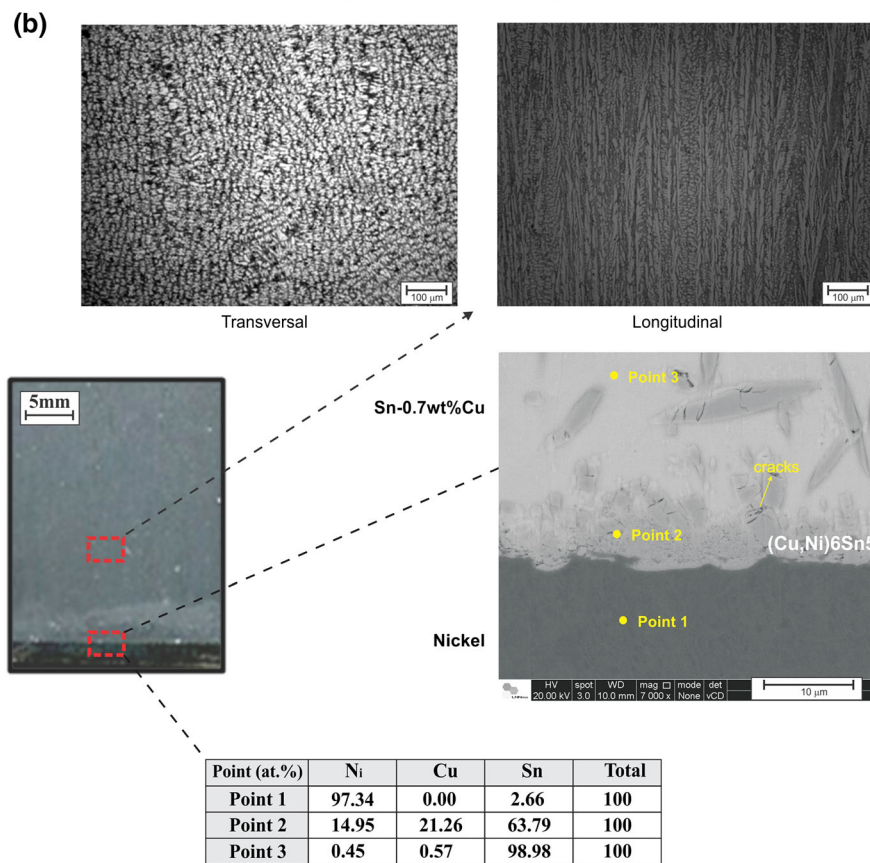 (b)
100 μm
100 μm
Transversal
Longitudinal
5mm
Sn-0.7wt%Cu
Point 3
cracks
Point 2
(Cu,Ni)6Sn5
Point 1
Nickel
HV spot WD mag mode det
20.00 kV 3.0 10.0 mm 7 000 x None vCD
10 μm
Point (at.%) Ni Cu Sn Total
Point 1 97.34 0.00 2.66 100
Point 2 14.95 21.26 63.79 100
Point 3 0.45 0.57 98.98 100